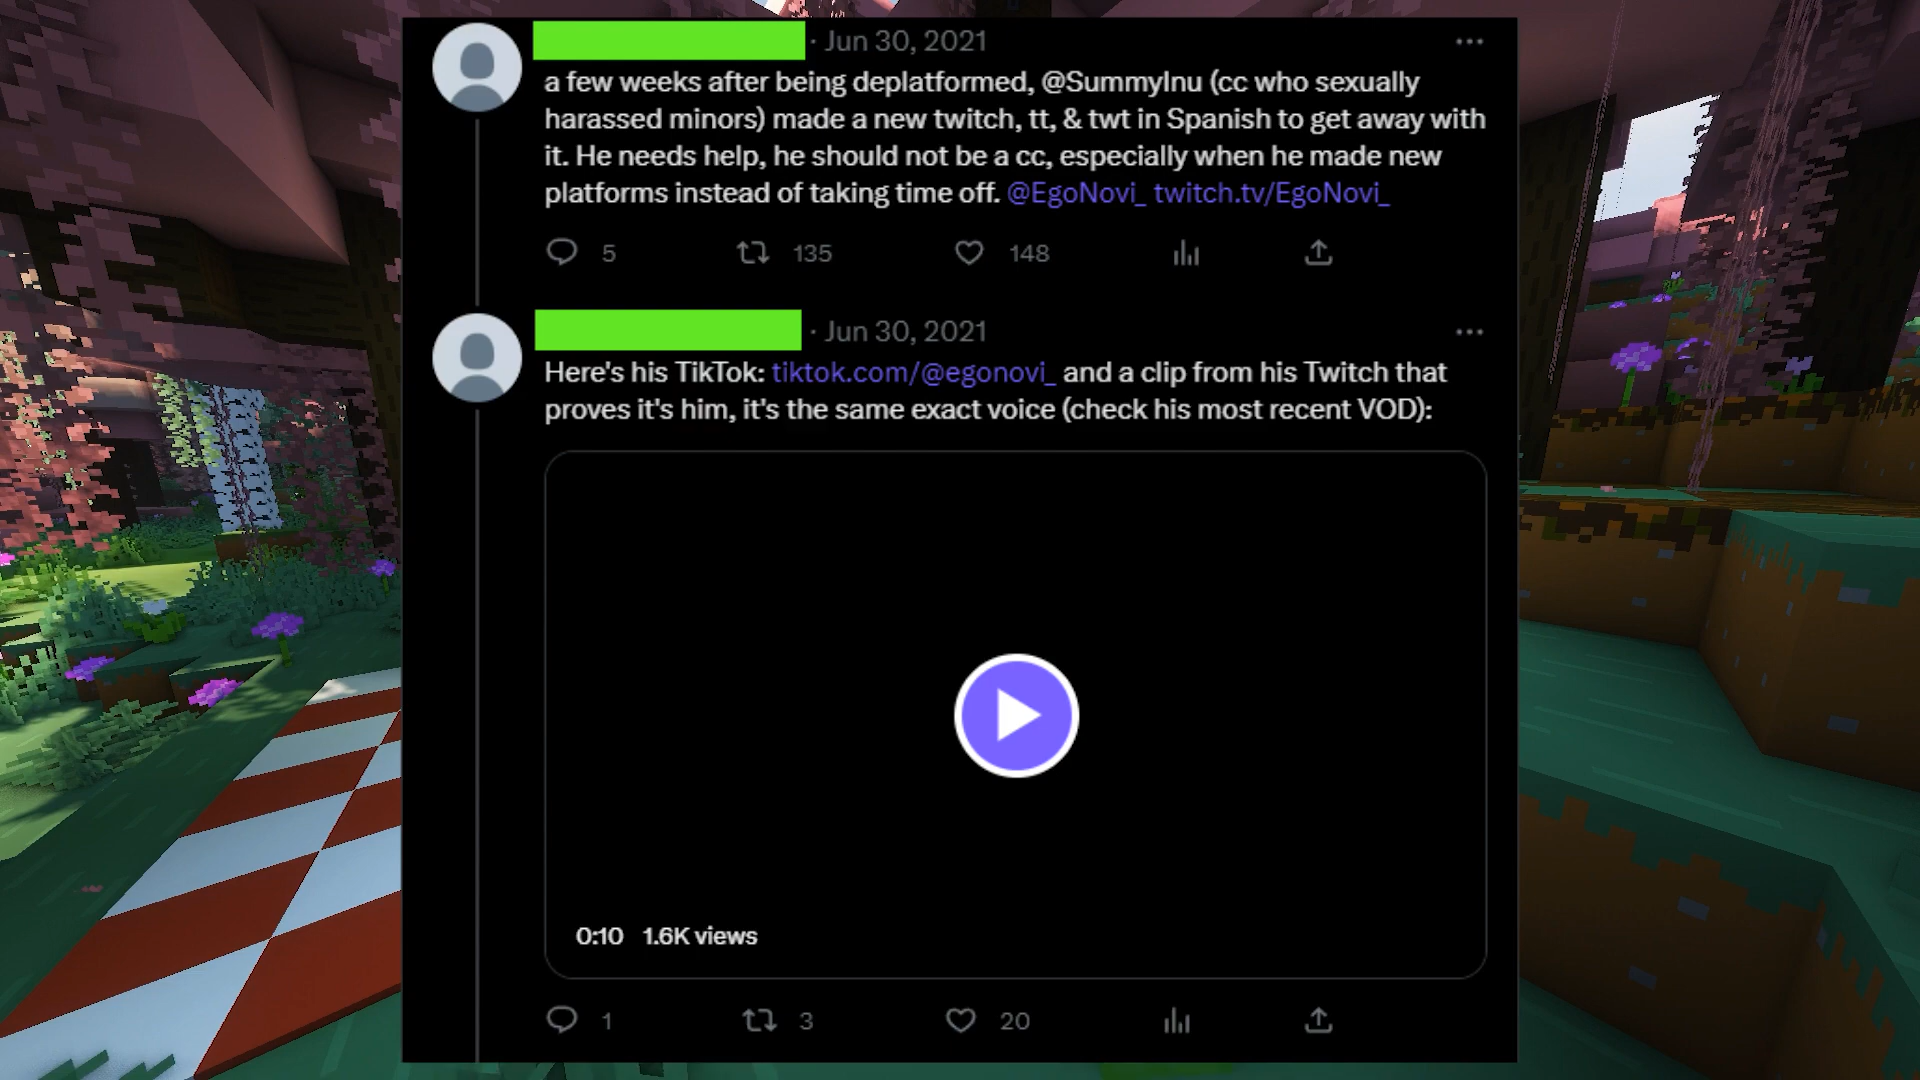 · Jun 30, 2021
a few weeks after being deplatformed, @SummyInu (cc who sexually
harassed minors) made a new twitch, tt, & twt in Spanish to get away with
it. He needs help, he should not be a cc, especially when he made new
platforms instead of taking time off. @EgoNovi_ twitch.tv/EgoNovi_
5 135 148
· Jun 30, 2021
Here's his TikTok: tiktok.com/@egonovi_ and a clip from his Twitch that
proves it's him, it's the same exact voice (check his most recent VOD):
0:10 1.6K views
1 3 20